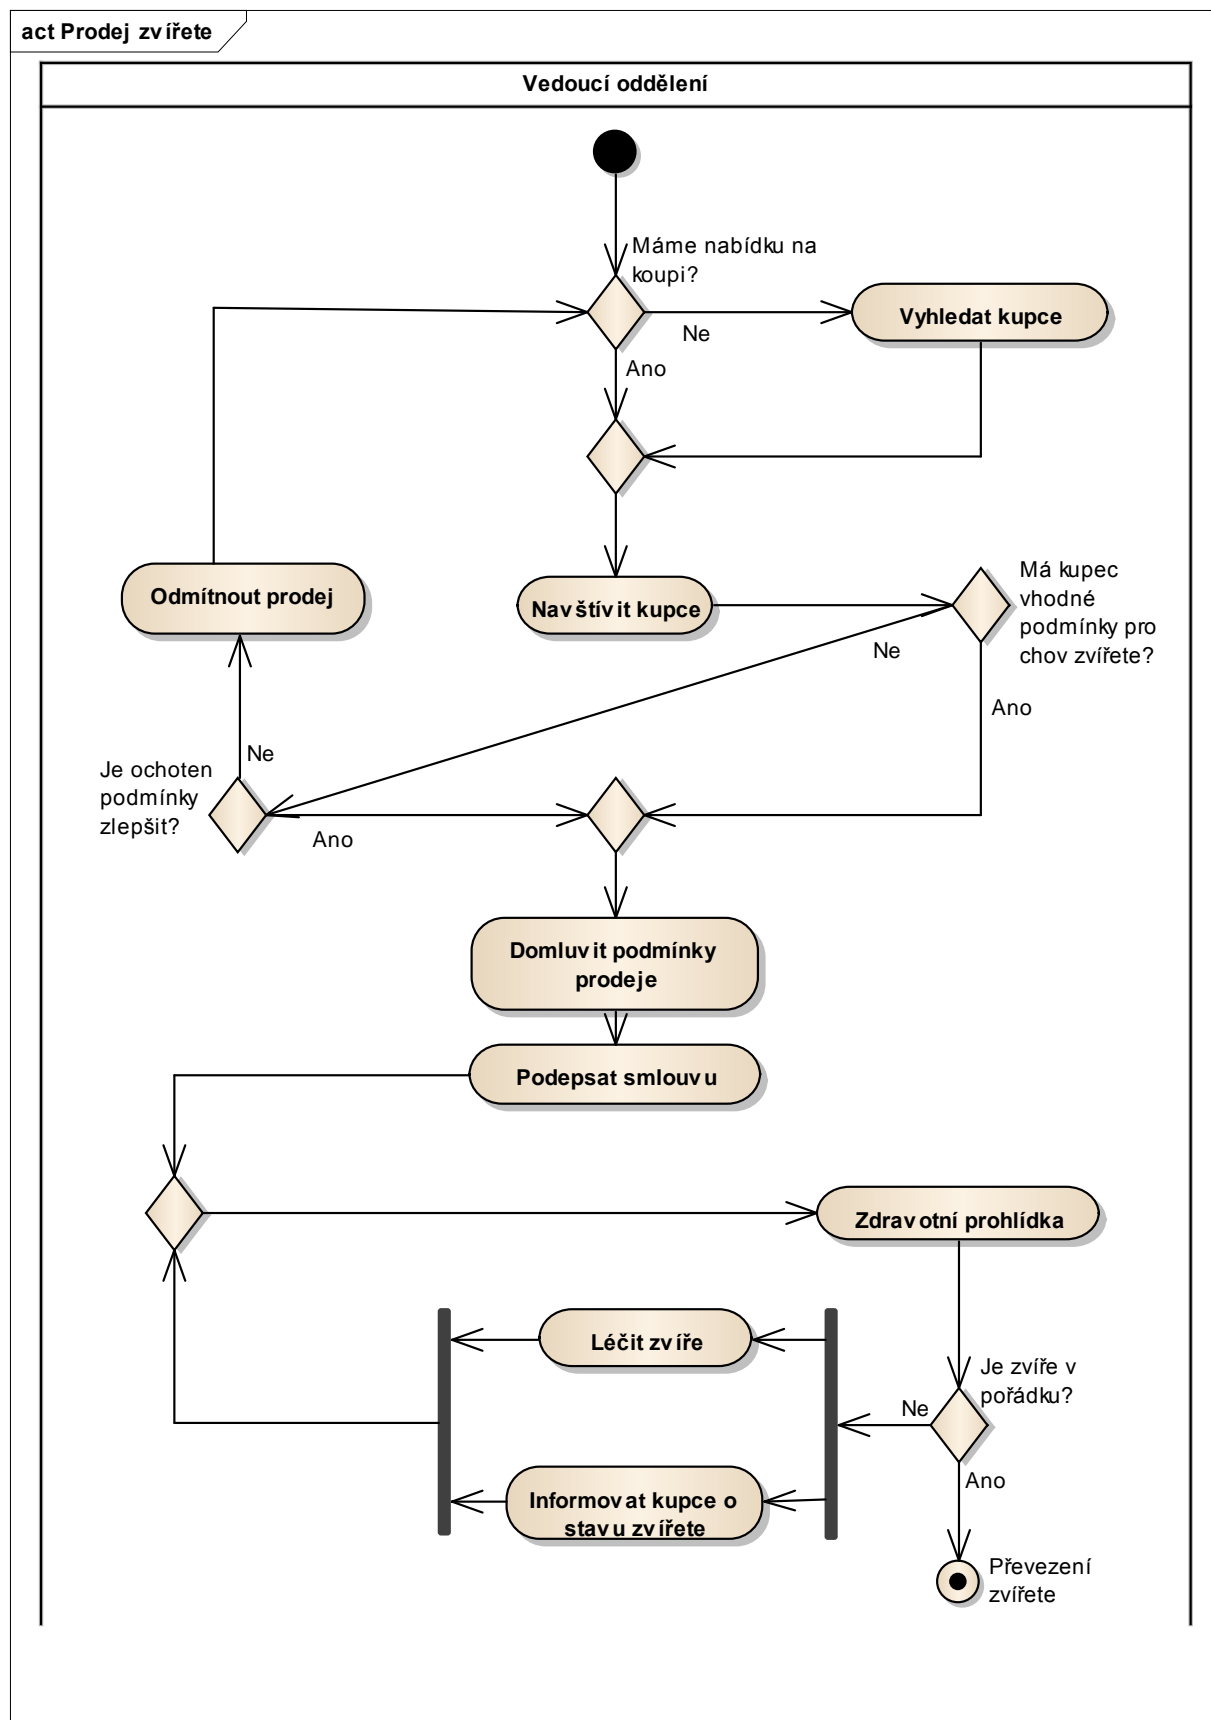 act Prodej zvířete
Vedoucí oddělení
Máme nabídku na
koupi?
Ne
Vyhledat kupce
Ano
Odmítnout prodej
Navštívit kupce
Má kupec
vhodné
podmínky pro
chov zvířete?
Ne
Ano
Ne
Je ochoten
podmínky
zlepšit?
Ano
Domluvit podmínky
prodeje
Podepsat smlouvu
Zdravotní prohlídka
Léčit zvíře
Je zvíře v
pořádku?
Ne
Ano
Informovat kupce o
stavu zvířete
Převezení
zvířete